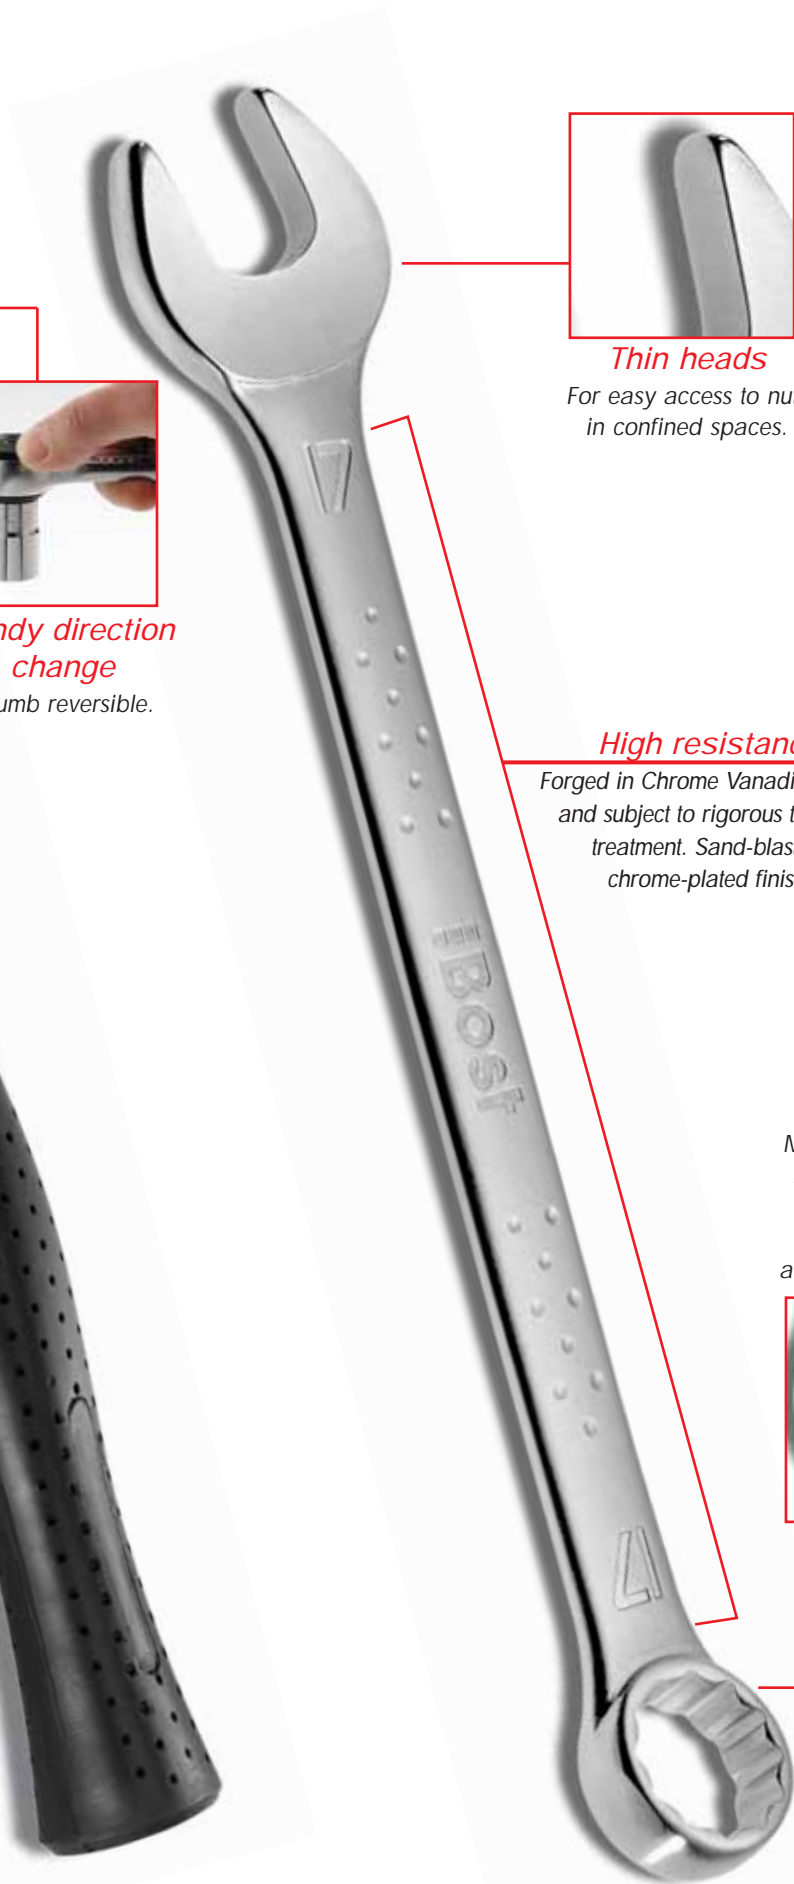 Thin heads
For easy access to nu
in confined spaces.
17
ndy direction
change
umb reversible.
High resistanc
Forged in Chrome Vanadi
and subject to rigorous t
treatment. Sand-blas
chrome-plated finis
Bost
N
a
17